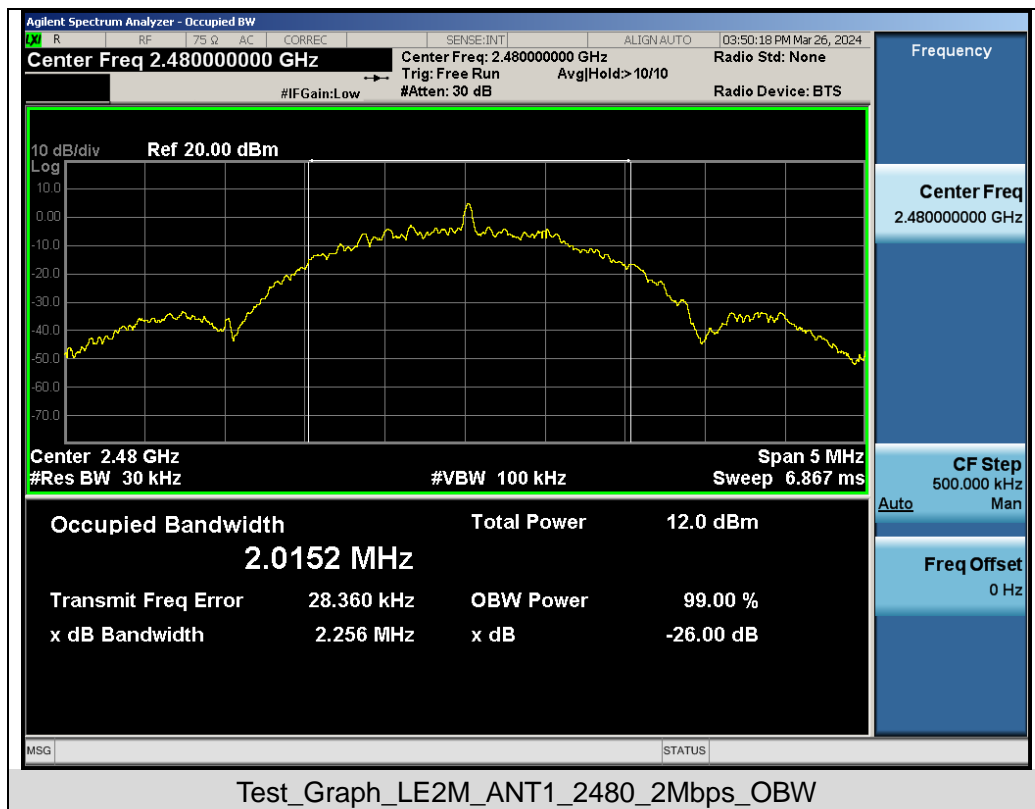 Agilent Spectrum Analyzer - Occupied BW
LXI R RF 75 Ω AC CORREC SENSE:INT ALIGN AUTO 03:50:18 PM Mar 26, 2024
Center Freq 2.480000000 GHz
Center Freq: 2.480000000 GHz Radio Std: None
Trig: Free Run Avg|Hold:> 10/10
#IFGain:Low #Atten: 30 dB Radio Device: BTS
10 dB/div Ref 20.00 dBm
Log
10.0
0.00
-10.0
-20.0
-30.0
-40.0
-50.0
-60.0
-70.0
Center 2.48 GHz Span 5 MHz
#Res BW 30 kHz #VBW 100 kHz Sweep 6.867 ms
Occupied Bandwidth Total Power 12.0 dBm
2.0152 MHz
Transmit Freq Error 28.360 kHz OBW Power 99.00 %
x dB Bandwidth 2.256 MHz x dB -26.00 dB
MSG STATUS
Frequency
Center Freq
2.480000000 GHz
CF Step
500.000 kHz
Auto Man
Freq Offset
0 Hz
Test_Graph_LE2M_ANT1_2480_2Mbps_OBW